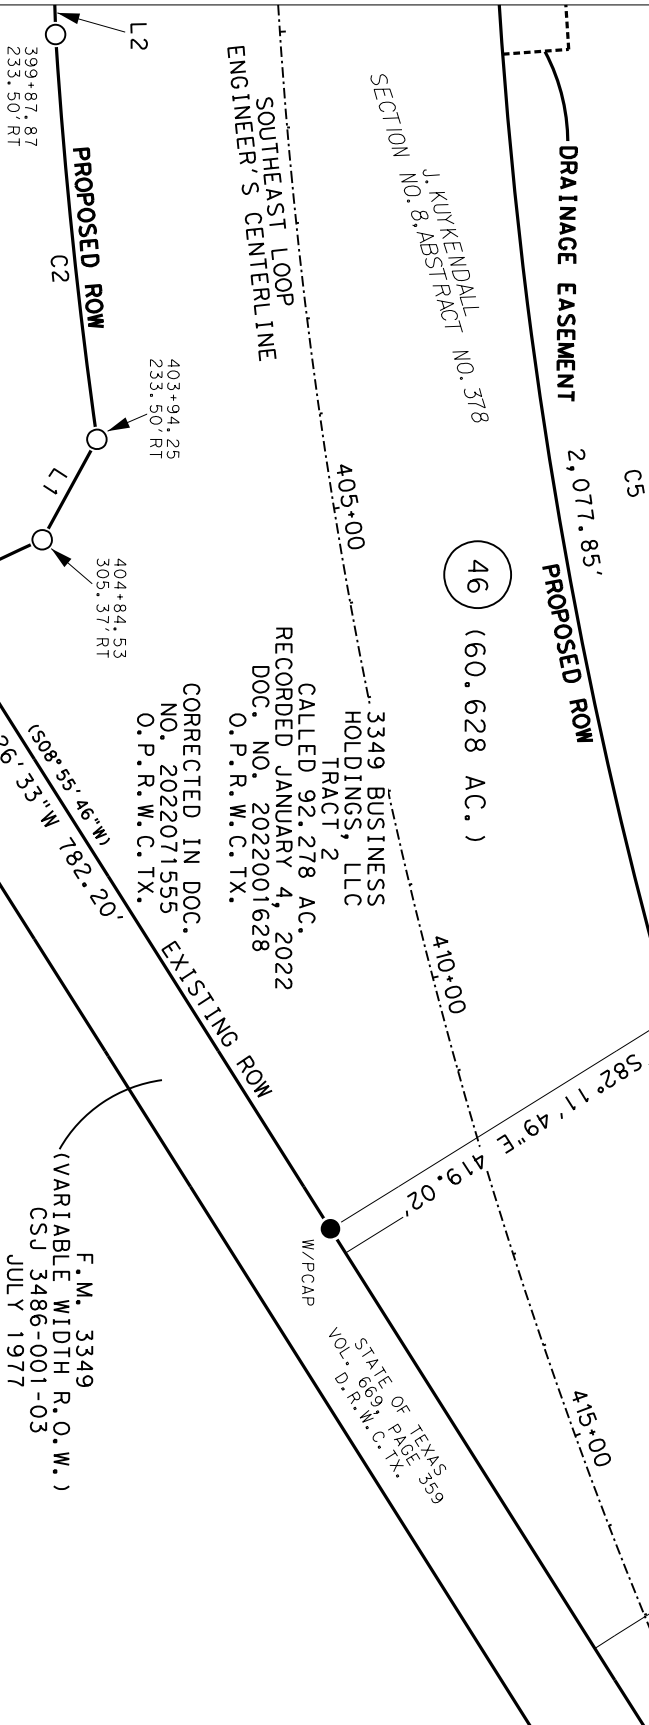 L2
399+87.87
233.50' RT
PROPOSED ROW
C2
403+94.25
233.50' RT
L1
404+84.53
305.37' RT
SOUTHEAST LOOP
ENGINEER'S CENTERLINE
J. KUYKENDALL
SECTION NO. 8, ABSTRACT NO. 378
DRAINAGE EASEMENT
C5
2,077.85'
PROPOSED ROW
405+00
46
(60.628 AC.)
3349 BUSINESS
HOLDINGS, LLC
TRACT 2
CALLED 92.278 AC.
RECORDED JANUARY 4, 2022
DOC. NO. 2022001628
O.P.R.W.C.TX.
CORRECTED IN DOC.
NO. 2022071555
O.P.R.W.C.TX.
(S08°55'46"W)
26'33"W 782.20'
EXISTING ROW
410+00
S82°11'49"E 419.02'
W/PCAP
STATE OF TEXAS
VOL. 669, PAGE 359
D.R.W.C.TX.
F.M. 3349
(VARIABLE WIDTH R.O.W.)
CSJ 3486-001-03
JULY 1977
415+00